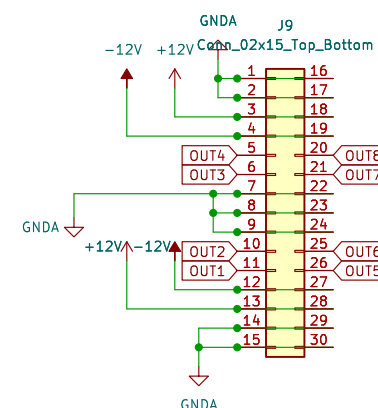 GNDA
J9
Conn_02x15_Top_Bottom
-12V +12V
1 16
2 17
3 18
4 19
OUT4 5 20 OUT8
OUT3 6 21 OUT7
7 22
8 23
GNDA 9 24
+12V -12V OUT2 10 25 OUT6
OUT1 11 26 OUT5
12 27
13 28
14 29
15 30
GNDA